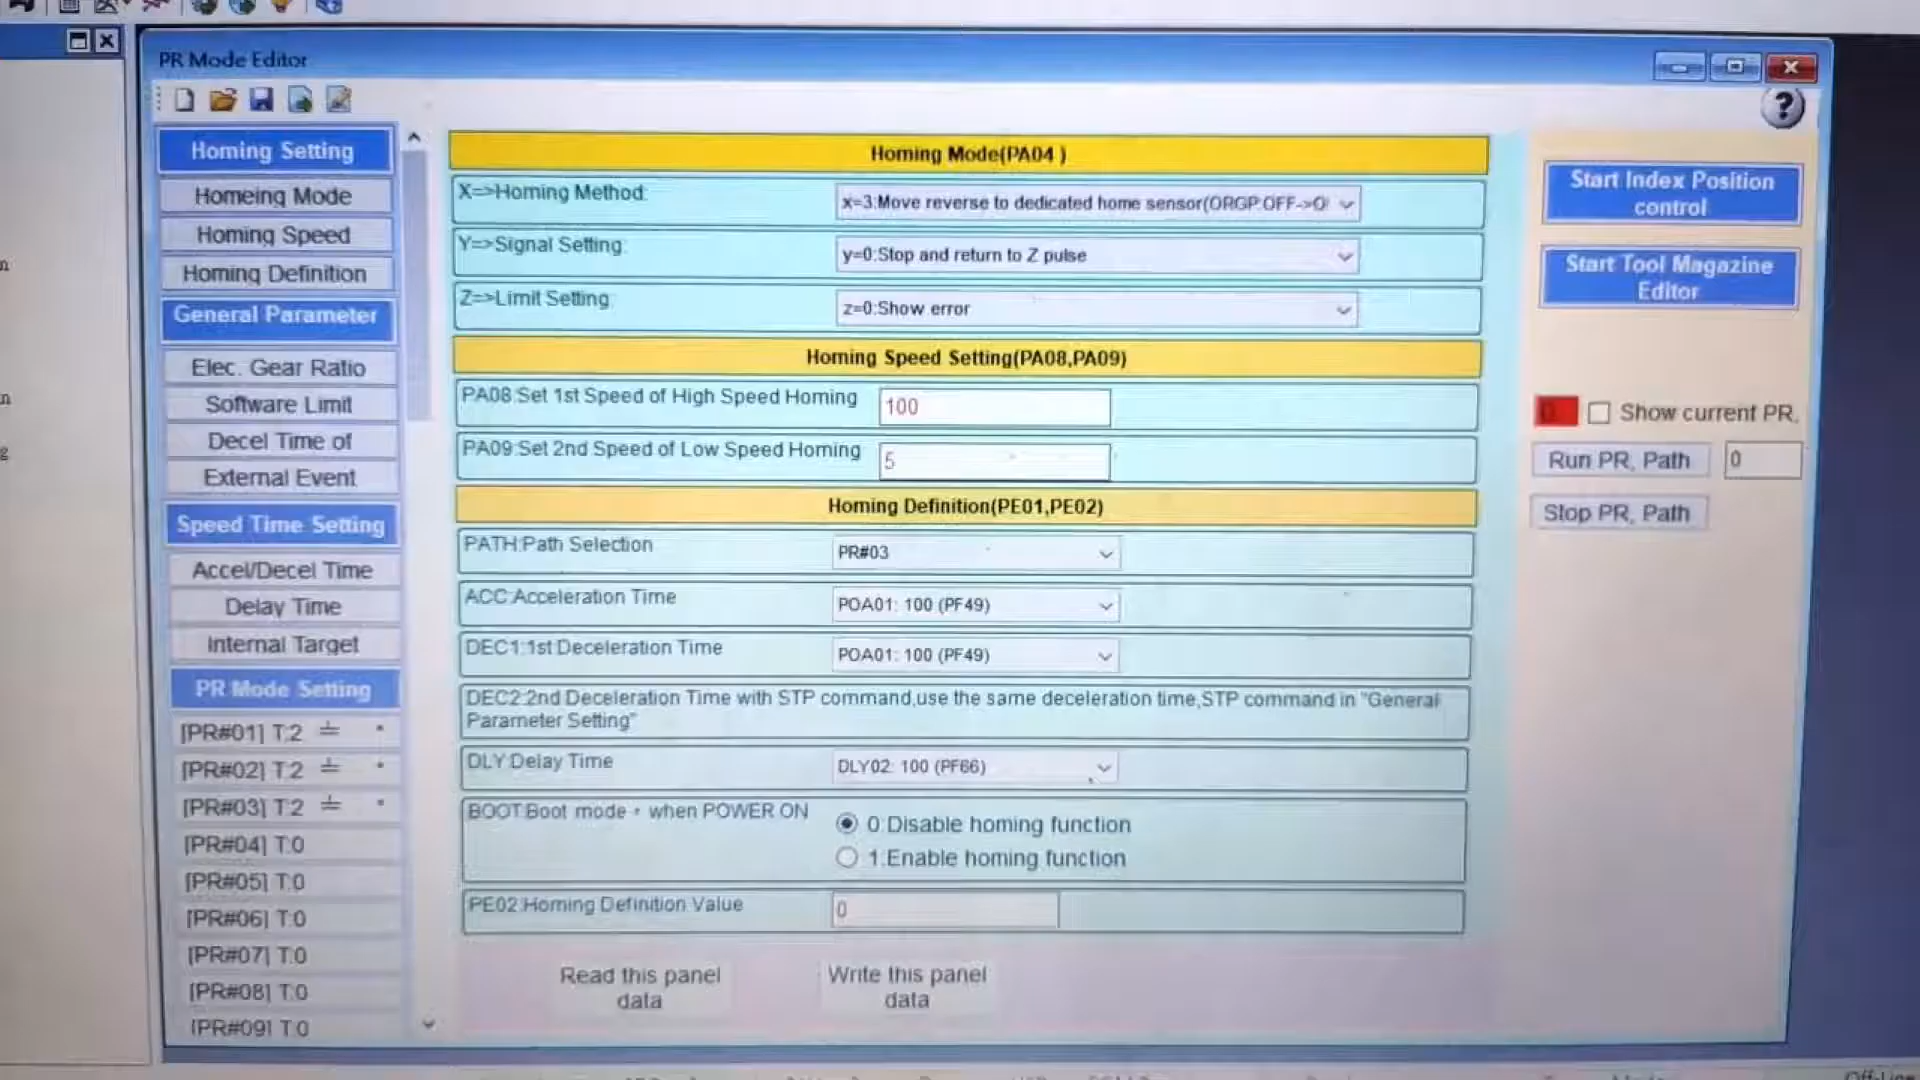 PR Mode Editor
Homing Setting
Homeing Mode
Homing Speed
Homing Definition
General Parameter
Elec. Gear Ratio
Software Limit
Decel Time of
External Event
Speed Time Setting
Accel/Decel Time
Delay Time
Internal Target
PR Mode Setting
[PR#01] T:2
[PR#02] T:2
[PR#03] T:2
[PR#04] T:0
[PR#05] T:0
[PR#06] T:0
[PR#07] T:0
[PR#08] T:0
[PR#09] T:0
Homing Mode(PA04 )
X=>Homing Method:
x=3:Move reverse to dedicated home sensor(ORGP:OFF->O
Y=>Signal Setting:
y=0:Stop and return to Z pulse
Z=>Limit Setting:
z=0:Show error
Homing Speed Setting(PA08,PA09)
PA08:Set 1st Speed of High Speed Homing
100
PA09:Set 2nd Speed of Low Speed Homing
5
Homing Definition(PE01,PE02)
PATH:Path Selection
PR#03
ACC:Acceleration Time
POA01: 100 (PF49)
DEC1:1st Deceleration Time
POA01: 100 (PF49)
DEC2:2nd Deceleration Time with STP command,use the same deceleration time,STP command in "General
Parameter Setting"
DLY:Delay Time
DLY02: 100 (PF66)
BOOT:Boot mode, when POWER ON
0:Disable homing function
1:Enable homing function
PE02:Homing Definition Value
0
Read this panel
data
Write this panel
data
?
Start Index Position
control
Start Tool Magazine
Editor
0
Show current PR.
Run PR, Path
0
Stop PR, Path